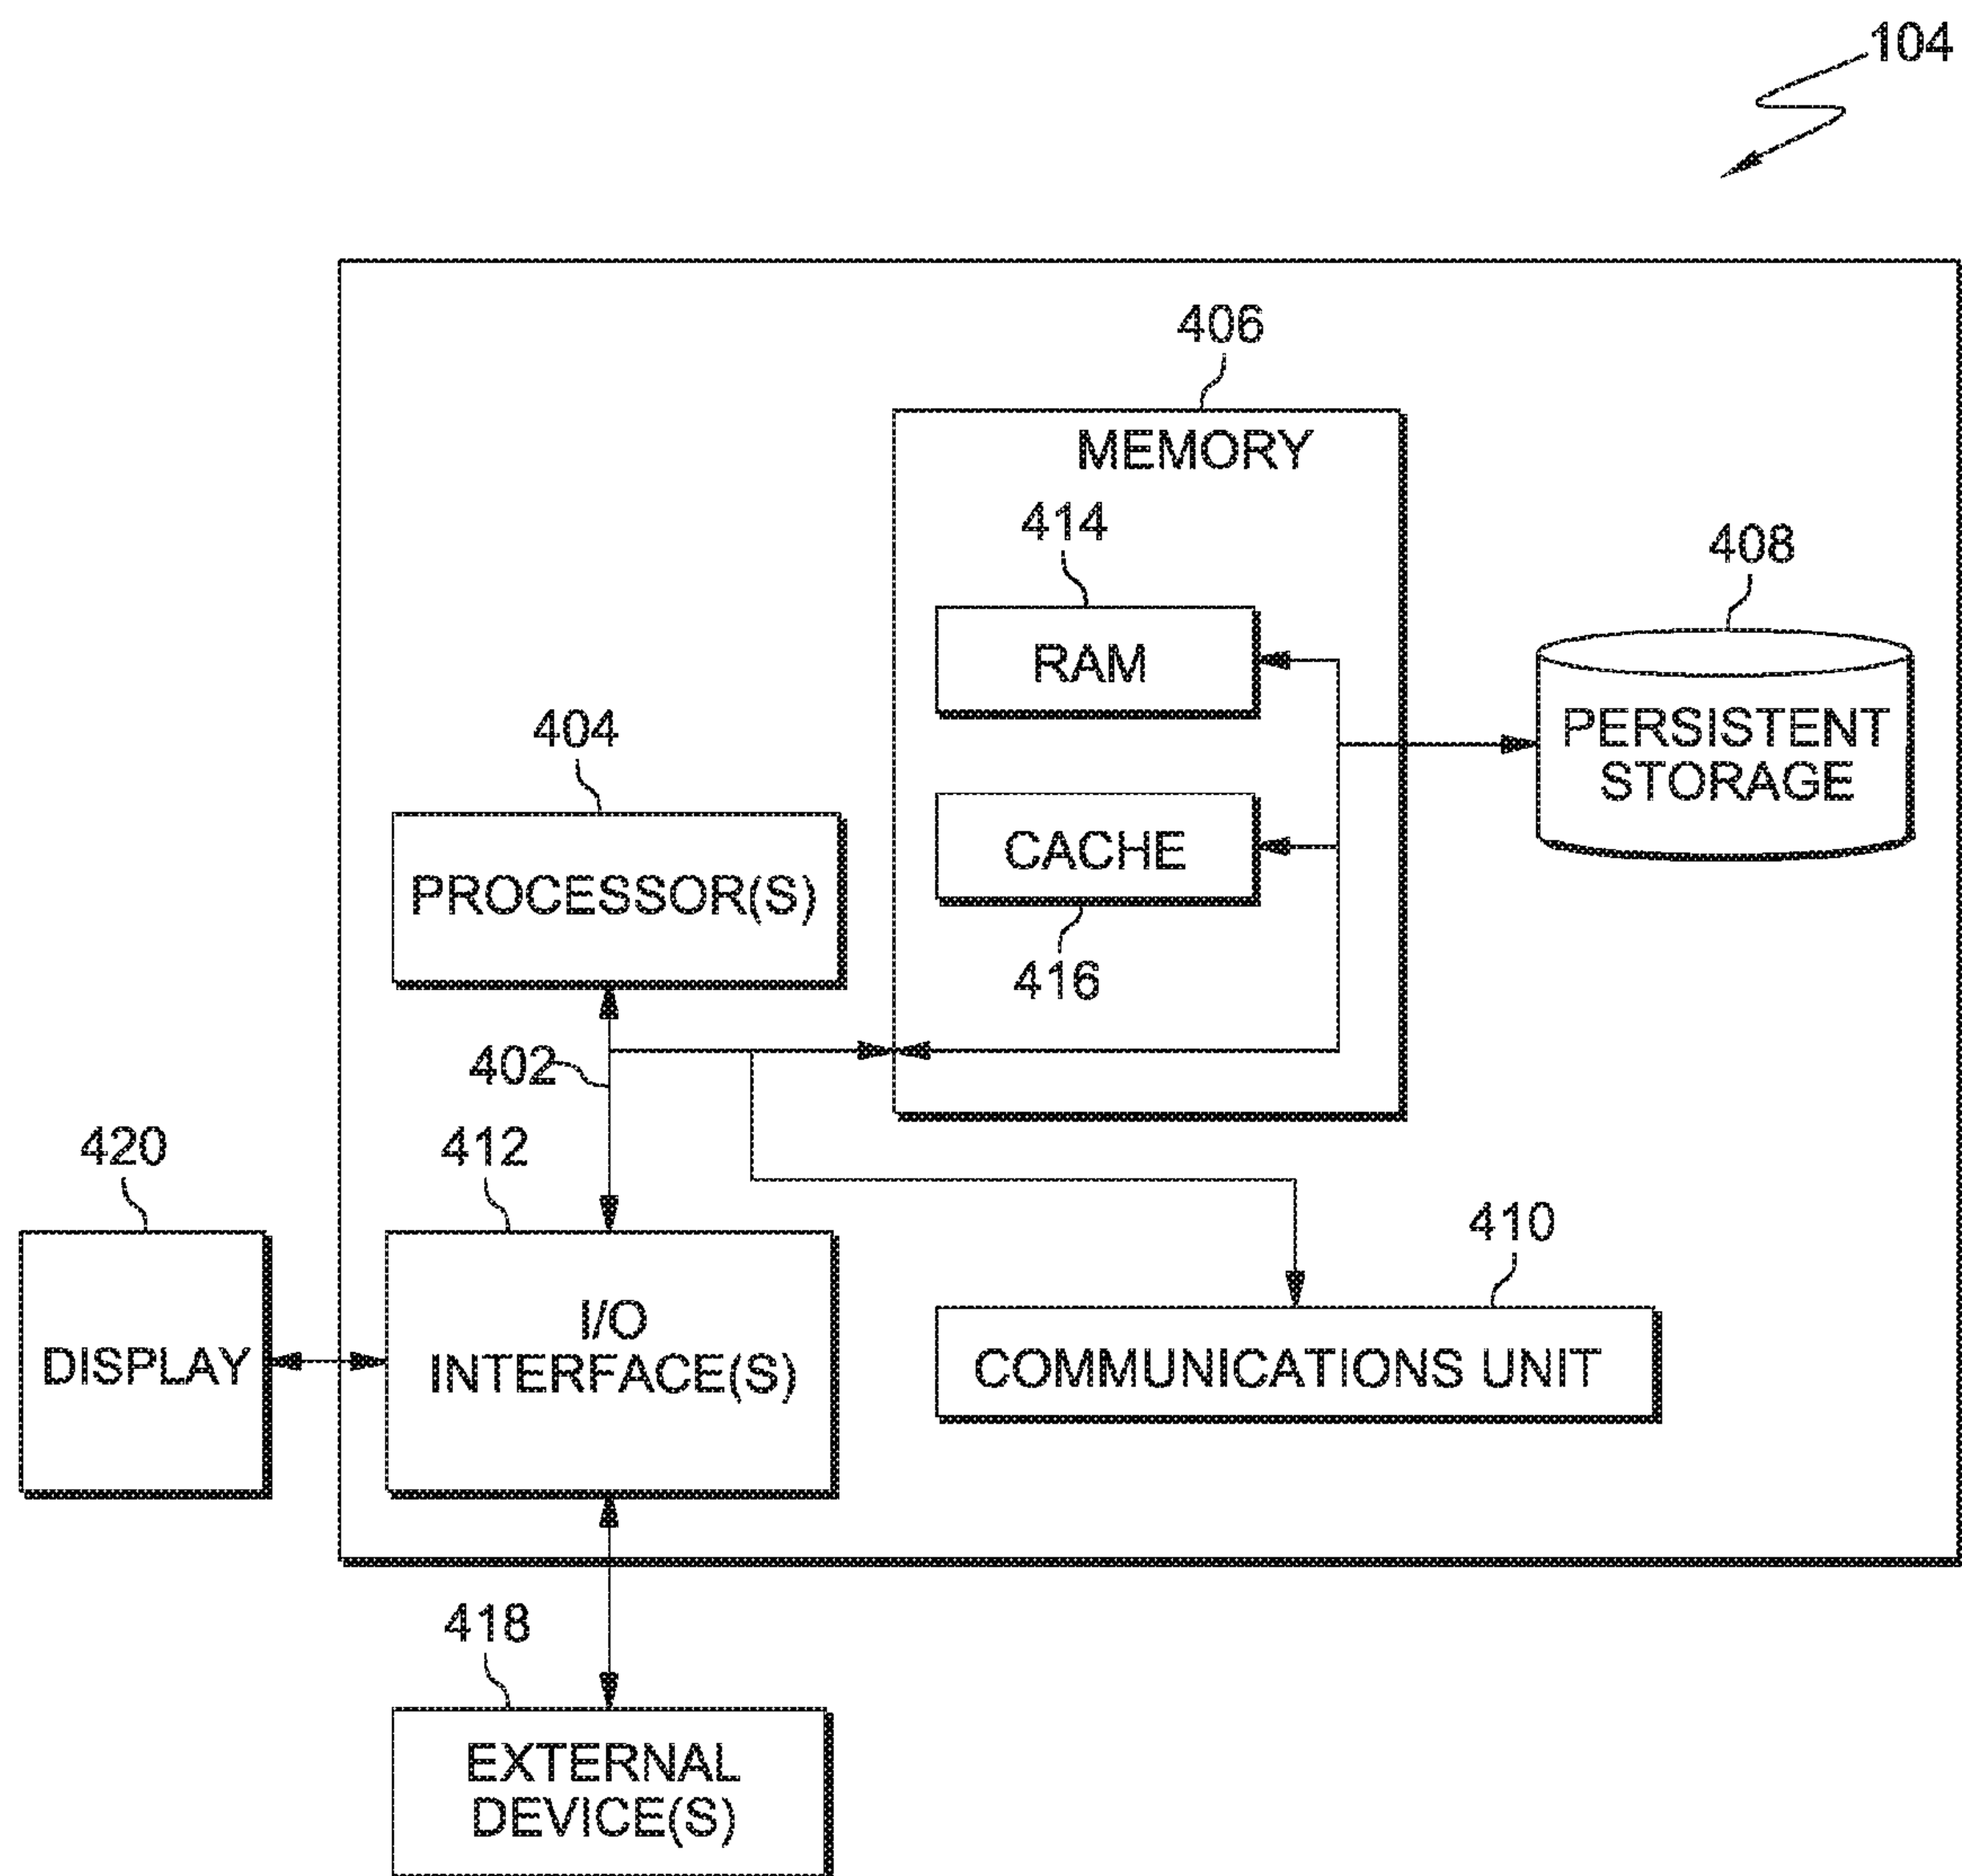 104
406
MEMORY
414
408
RAM
PERSISTENT
STORAGE
404
CACHE
PROCESSOR(S)
416
402
420
412
410
I/O
INTERFACE(S)
DISPLAY
COMMUNICATIONS UNIT
418
EXTERNAL
DEVICE(S)